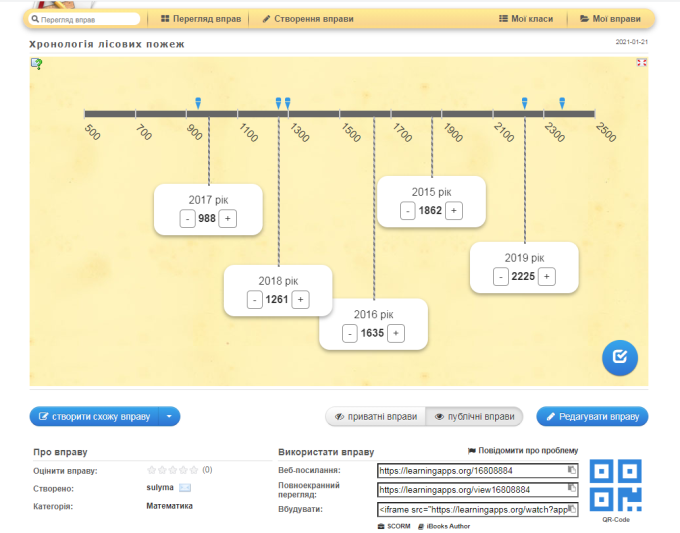 Перегляд вправ
Перегляд вправ
Створення вправи
Мої класи
Мої вправи
Хронологія лісових пожеж
2021-01-21
500
700
900
1100
1300
1500
1700
1900
2100
2300
2500
2017 рік
- 988 +
2015 рік
- 1862 +
2019 рік
- 2225 +
2018 рік
- 1261 +
2016 рік
- 1635 +
створити схожу вправу
приватні вправи
публічні вправи
Редагувати вправу
Про вправу
Оцінити вправу: (0)
Створено: sulyma
Категорія: Математика
Використати вправу
Повідомити про проблему
Веб-посилання: https://learningapps.org/16808884
Повноекранний
перегляд: https://learningapps.org/view16808884
Вбудувати: <iframe src="https://learningapps.org/watch?app
SCORM iBooks Author
QR-Code